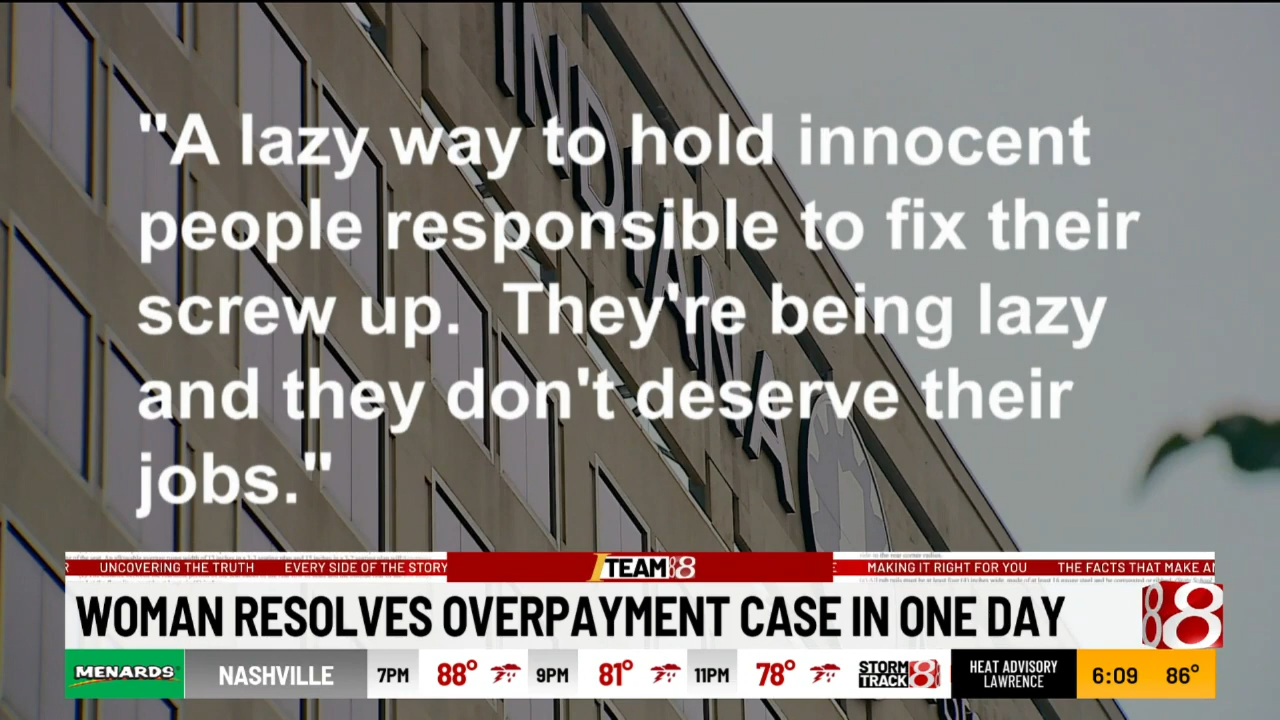 INDIANA
"A lazy way to hold innocent
people responsible to fix their
screw up.  They're being lazy
and they don't deserve their
jobs."
UNCOVERING THE TRUTH
EVERY SIDE OF THE STORY
I TEAM 8
MAKING IT RIGHT FOR YOU
THE FACTS THAT MAKE
WOMAN RESOLVES OVERPAYMENT CASE IN ONE DAY
8
MENARDS
NASHVILLE
7PM 88° 9PM 81° 11PM 78°
STORM
TRACK 8
HEAT ADVISORY
LAWRENCE
6:09 86°